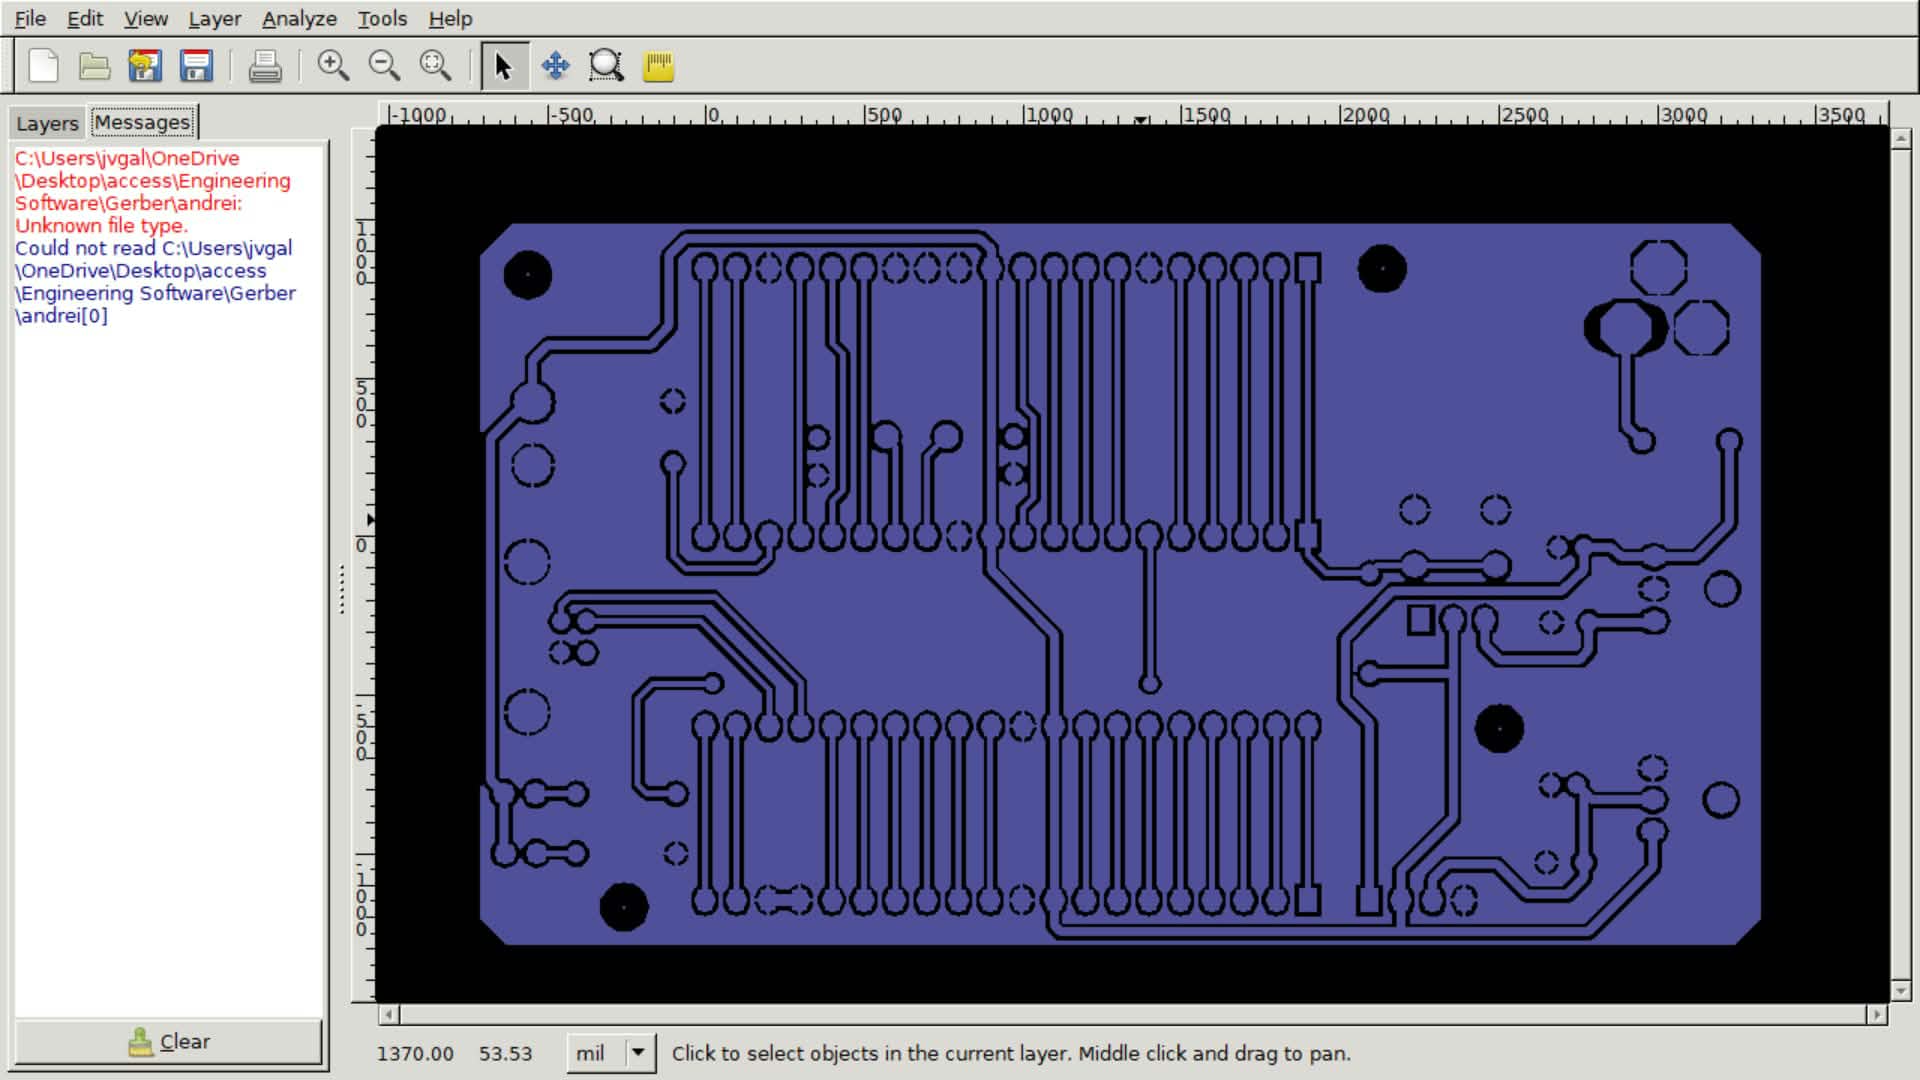 File Edit View Layer Analyze Tools Help
Layers Messages
C:\Users\jvgal\OneDrive
\Desktop\access\Engineering
Software\Gerber\andrei:
Unknown file type.
Could not read C:\Users\jvgal
\OneDrive\Desktop\access
\Engineering Software\Gerber
\andrei[0]
Clear
-1000 -500 0 500 1000 1500 2000 2500 3000 3500
1000
500
0
-500
-1000
1370.00 53.53 mil Click to select objects in the current layer. Middle click and drag to pan.